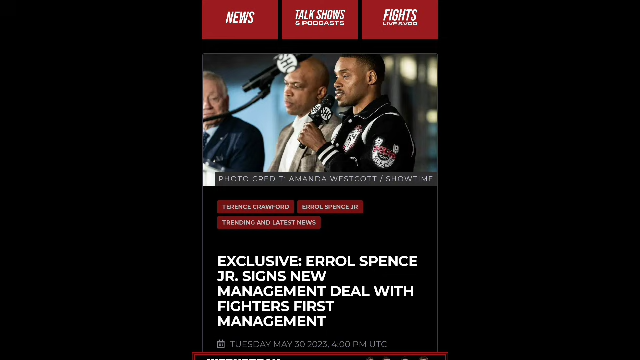 NEWS
TALK SHOWS
& PODCASTS
FIGHTS
LIVE & VOD
SHO
PHOTO CREDIT: AMANDA WESTCOTT / SHOWTIME
TERENCE CRAWFORD
ERROL SPENCE JR
TRENDING AND LATEST NEWS
EXCLUSIVE: ERROL SPENCE
JR. SIGNS NEW
MANAGEMENT DEAL WITH
FIGHTERS FIRST
MANAGEMENT
TUESDAY MAY 30 2023, 4:00 PM UTC